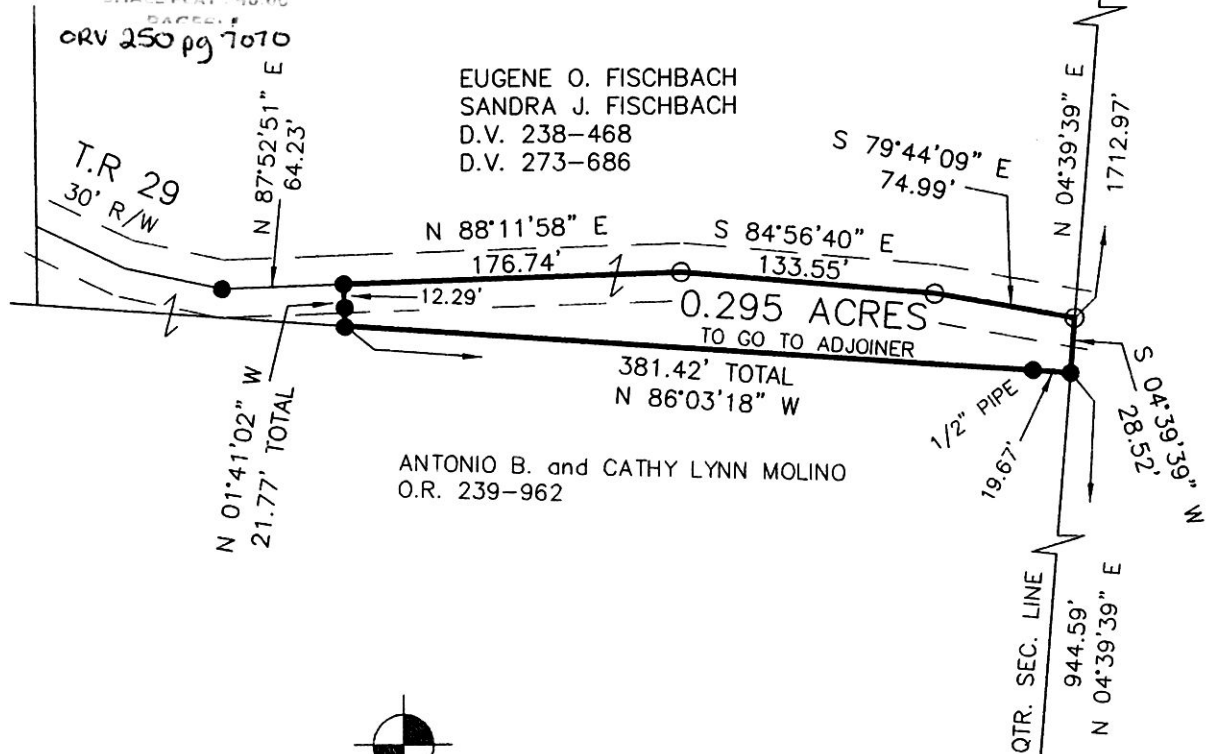 ORV 250 pg 7070
EUGENE O. FISCHBACH
SANDRA J. FISCHBACH
D.V. 238-468
D.V. 273-686
T.R 29
30' R/W
N 87°52'51" E
64.23'
N 88°11'58" E
176.74'
S 84°56'40" E
133.55'
S 79°44'09" E
74.99'
N 04°39'39" E
1712.97'
12.29'
0.295 ACRES
TO GO TO ADJOINER
381.42' TOTAL
N 86°03'18" W
N 01°41'02" W
21.77' TOTAL
1/2" PIPE
19.67'
S 04°39'39" W
28.52'
ANTONIO B. and CATHY LYNN MOLINO
O.R. 239-962
QTR. SEC. LINE
944.59'
N 04°39'39" E